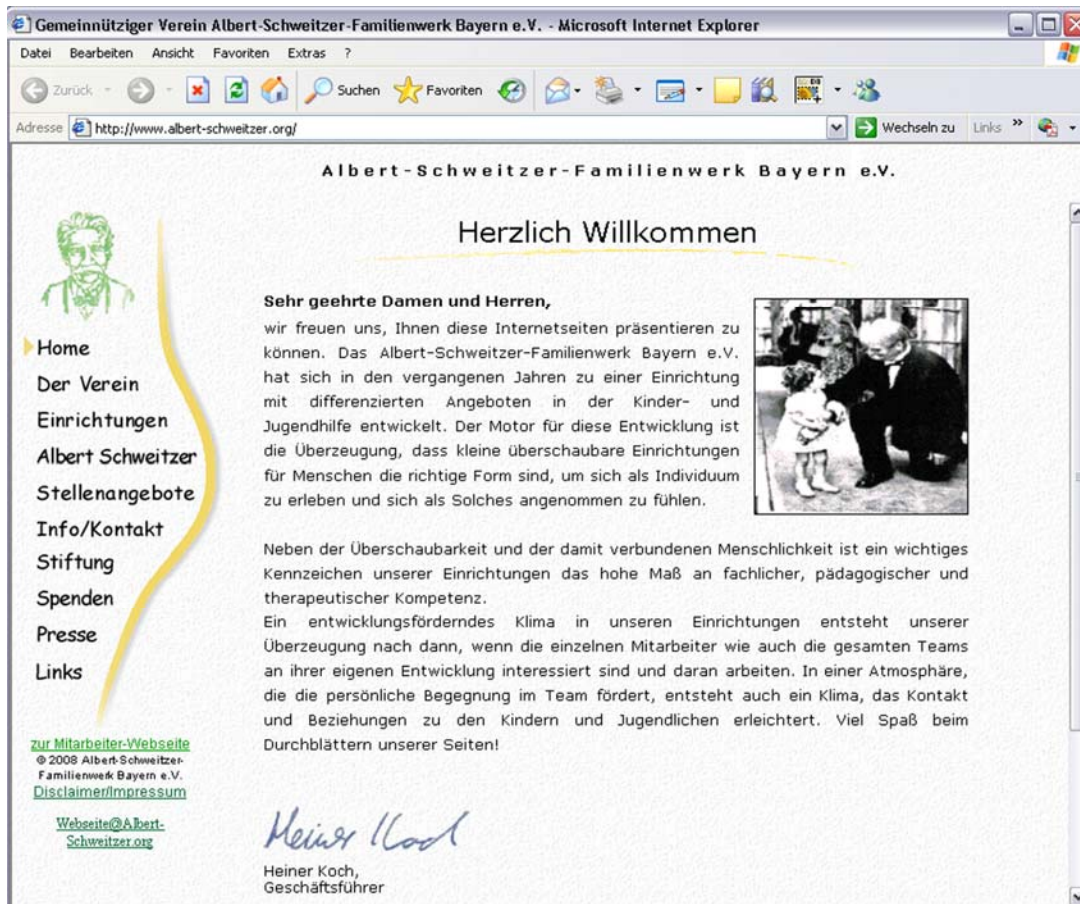 Gemeinnütziger Verein Albert-Schweitzer-Familienwerk Bayern e.V. - Microsoft Internet Explorer
Datei Bearbeiten Ansicht Favoriten Extras ?
Zurück Suchen Favoriten
Adresse http://www.albert-schweitzer.org/ Wechseln zu Links »
Albert-Schweitzer-Familienwerk Bayern e.V.
Herzlich Willkommen
Home
Der Verein
Einrichtungen
Albert Schweitzer
Stellenangebote
Info/Kontakt
Stiftung
Spenden
Presse
Links
zur Mitarbeiter-Webseite
© 2008 Albert-Schweitzer-
Familienwerk Bayern e.V.
Disclaimer/Impressum
Webseite@Albert-
Schweitzer.org
Sehr geehrte Damen und Herren,
wir freuen uns, Ihnen diese Internetseiten präsentieren zu
können. Das Albert-Schweitzer-Familienwerk Bayern e.V.
hat sich in den vergangenen Jahren zu einer Einrichtung
mit differenzierten Angeboten in der Kinder- und
Jugendhilfe entwickelt. Der Motor für diese Entwicklung ist
die Überzeugung, dass kleine überschaubare Einrichtungen
für Menschen die richtige Form sind, um sich als Individuum
zu erleben und sich als Solches angenommen zu fühlen.
Neben der Überschaubarkeit und der damit verbundenen Menschlichkeit ist ein wichtiges
Kennzeichen unserer Einrichtungen das hohe Maß an fachlicher, pädagogischer und
therapeutischer Kompetenz.
Ein entwicklungsförderndes Klima in unseren Einrichtungen entsteht unserer
Überzeugung nach dann, wenn die einzelnen Mitarbeiter wie auch die gesamten Teams
an ihrer eigenen Entwicklung interessiert sind und daran arbeiten. In einer Atmosphäre,
die die persönliche Begegnung im Team fördert, entsteht auch ein Klima, das Kontakt
und Beziehungen zu den Kindern und Jugendlichen erleichtert. Viel Spaß beim
Durchblättern unserer Seiten!
Heiner Koch
Heiner Koch,
Geschäftsführer